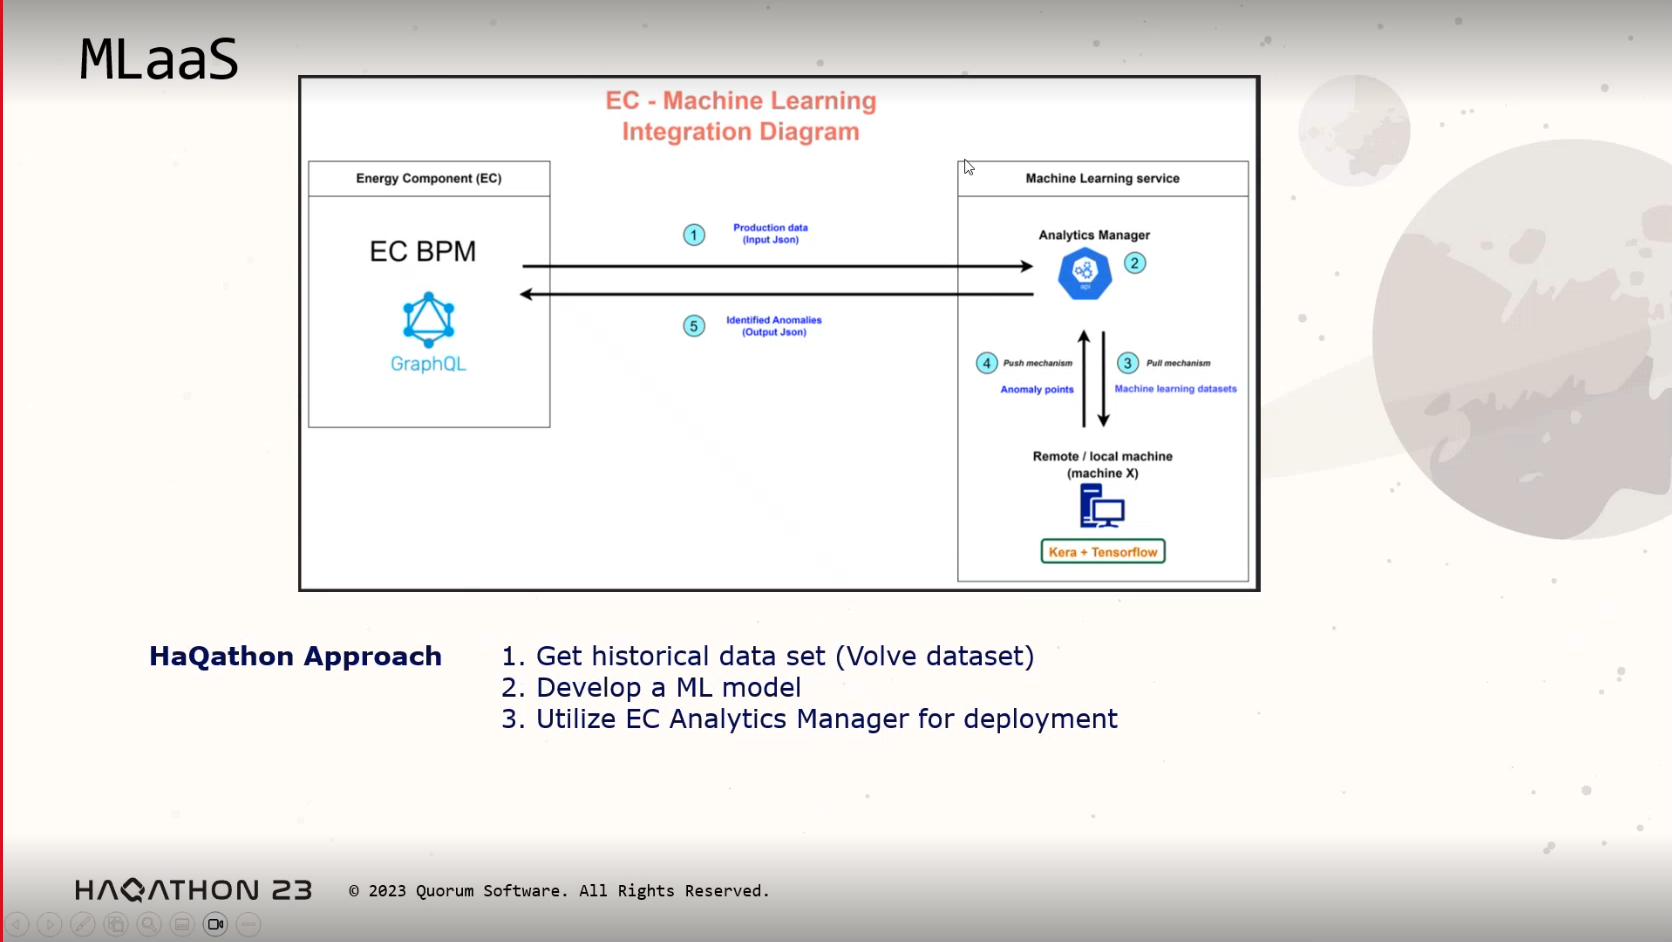 MLaaS
EC - Machine Learning
Integration Diagram
Energy Component (EC)
EC BPM
GraphQL
1
Production data
(Input Json)
5
Identified Anomalies
(Output Json)
Machine Learning service
Analytics Manager
2
api
4 Push mechanism
Anomaly points
3 Pull mechanism
Machine learning datasets
Remote / local machine
(machine X)
Kera + Tensorflow
HaQathon Approach
1. Get historical data set (Volve dataset)
2. Develop a ML model
3. Utilize EC Analytics Manager for deployment
HAQATHON 23
© 2023 Quorum Software. All Rights Reserved.